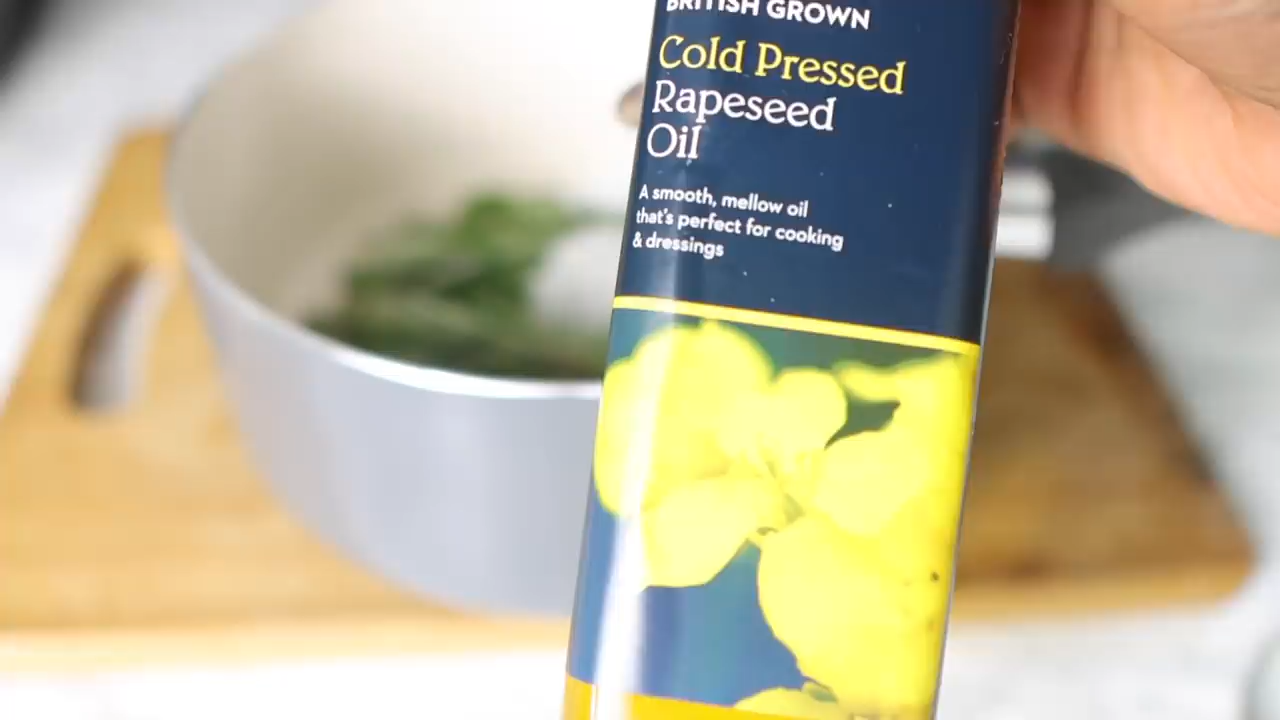 BRITISH GROWN
Cold Pressed
Rapeseed
Oil
A smooth, mellow oil
that's perfect for cooking
& dressings